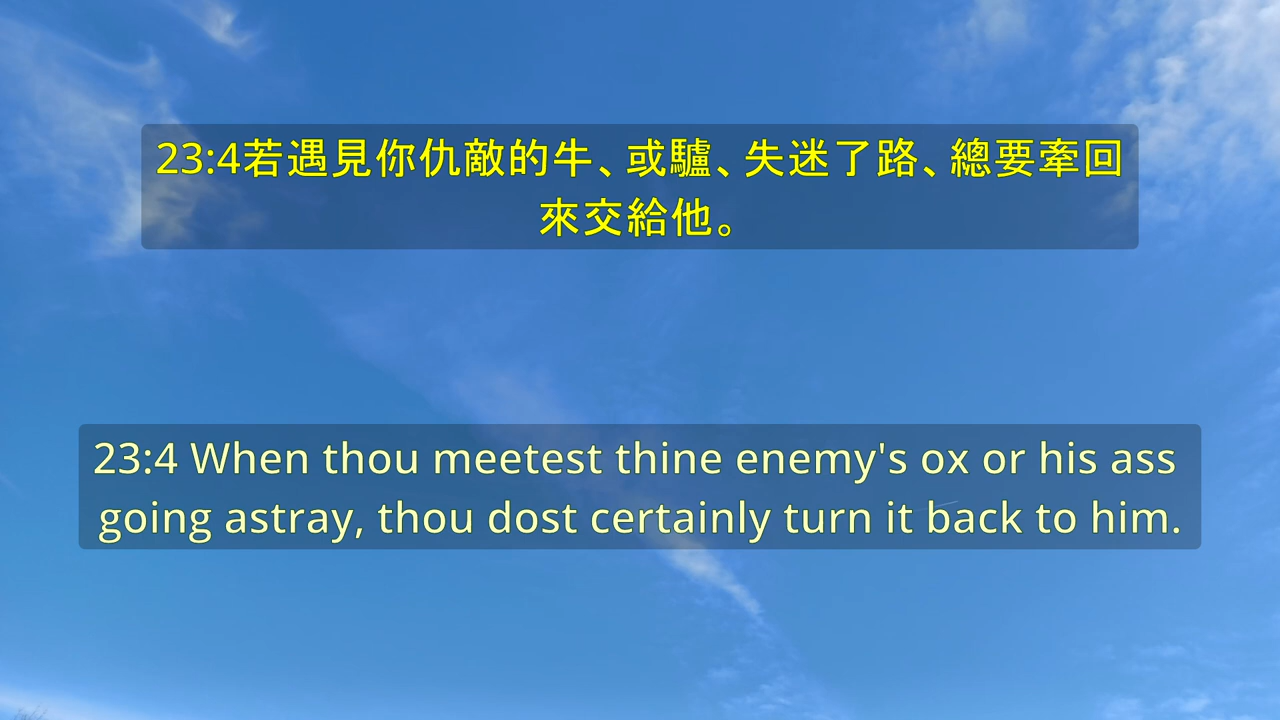 23:4若遇見你仇敵的牛、或驢、失迷了路、總要牽回
來交給他。
23:4 When thou meetest thine enemy's ox or his ass
going astray, thou dost certainly turn it back to him.